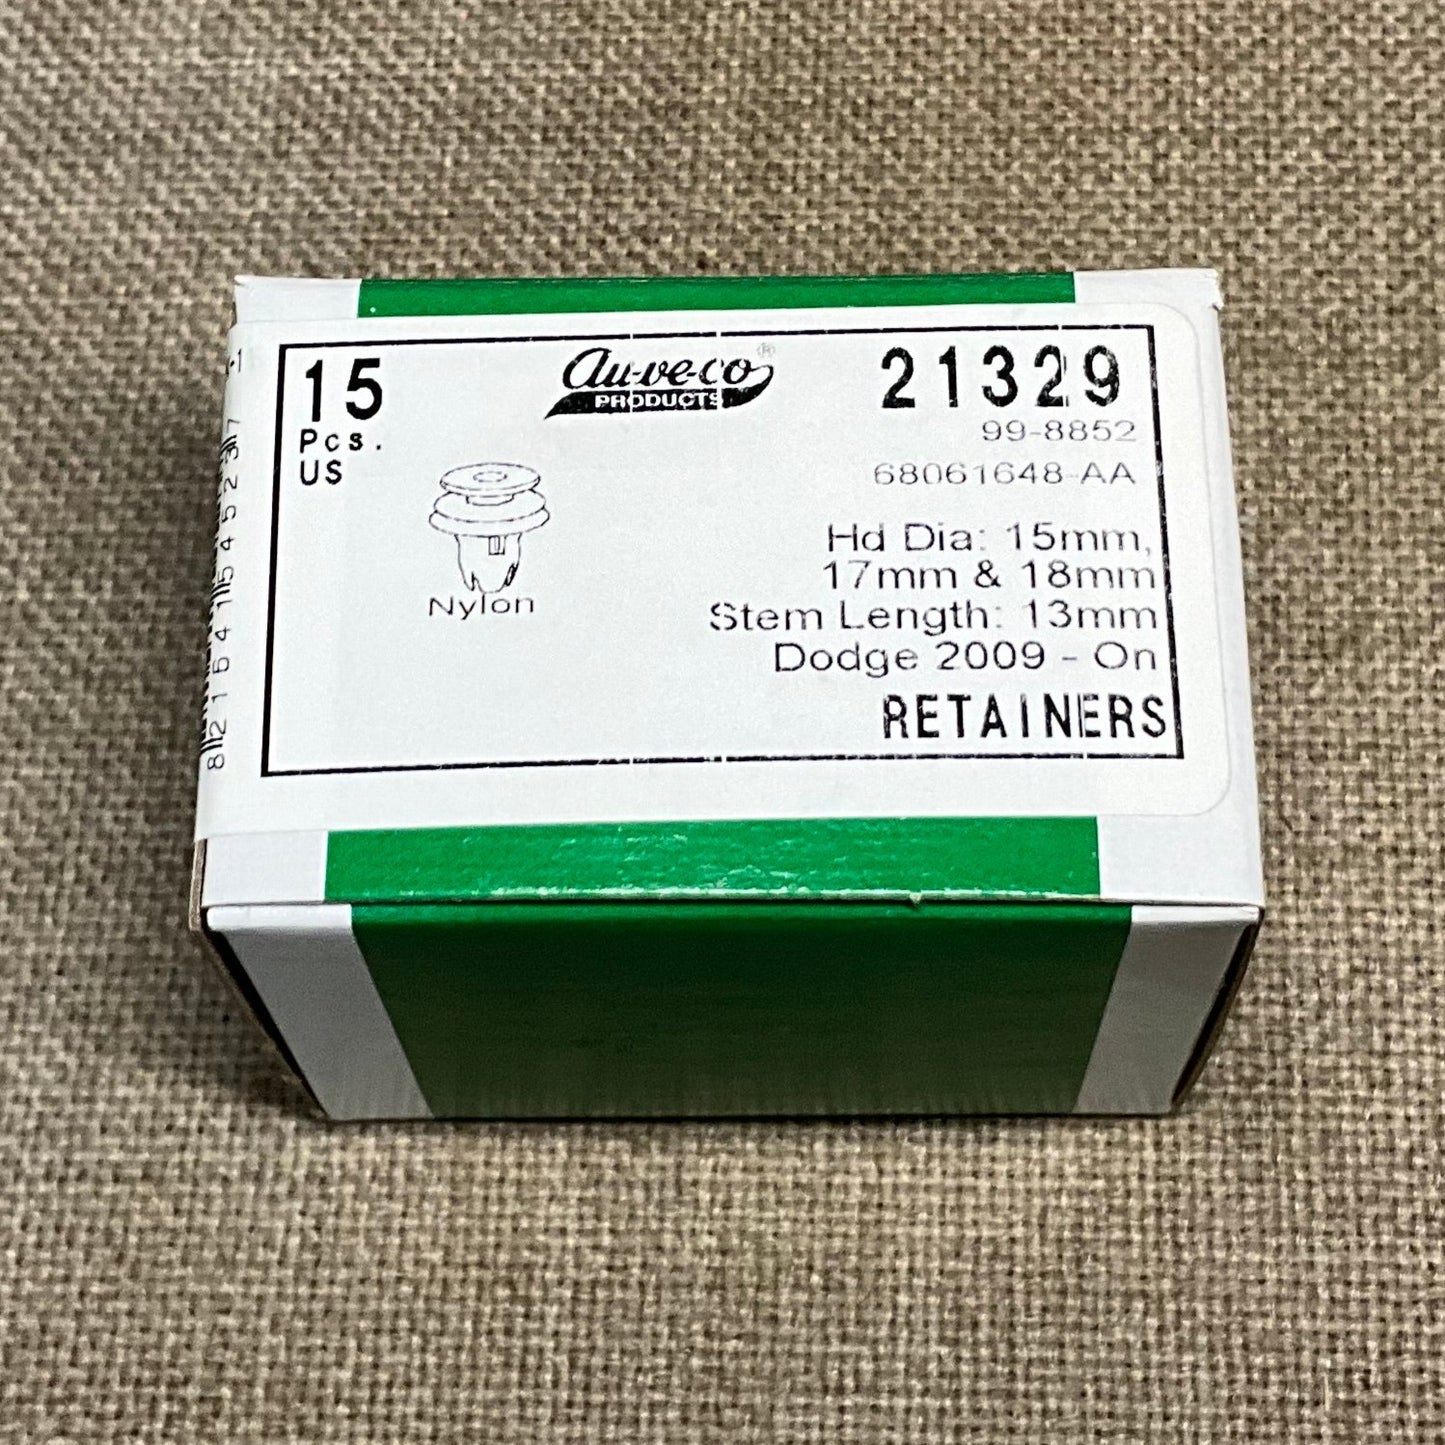 15
Pcs.
US
au-ve-co®
PRODUCTS
21329
99-8852
68061648-AA
Nylon
Hd Dia: 15mm,
17mm & 18mm
Stem Length: 13mm
Dodge 2009 - On
RETAINERS